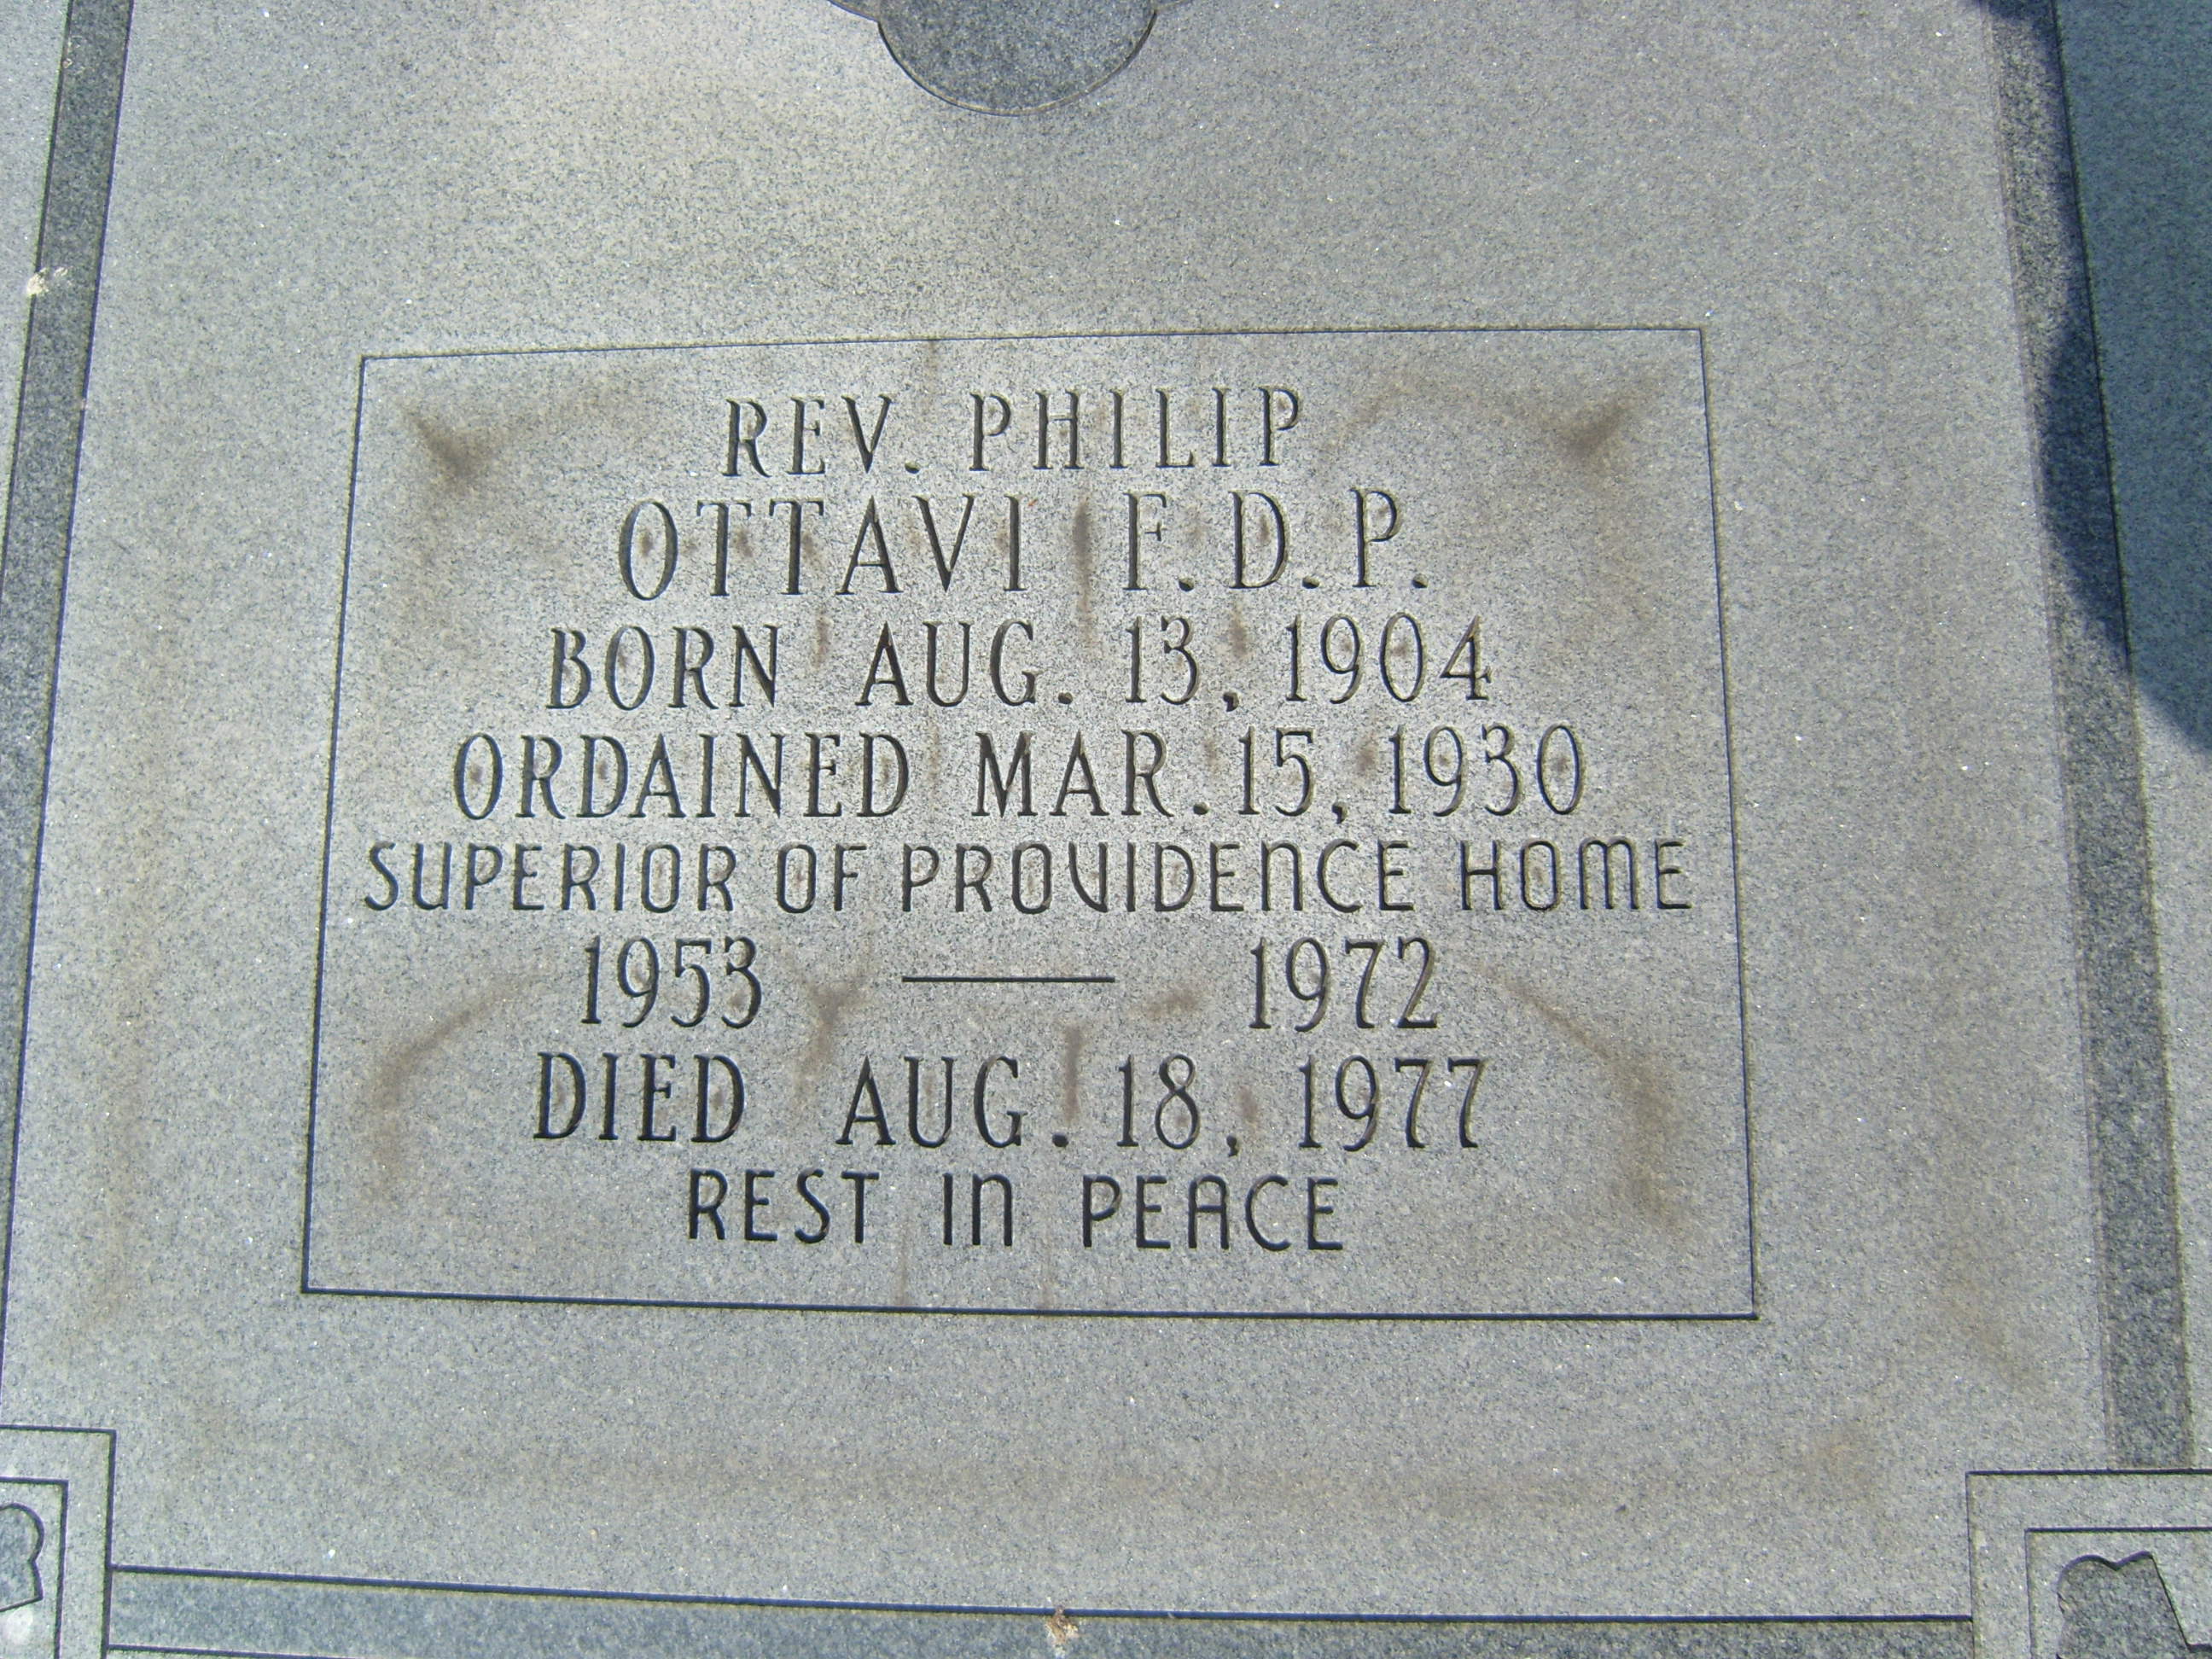 REV. PHILIP
OTTAVI F.D.P.
BORN AUG. 13, 1904
ORDAINED MAR. 15, 1930
SUPERIOR OF PROVIDENCE HOME
1953 — 1972
DIED AUG. 18, 1977
REST IN PEACE